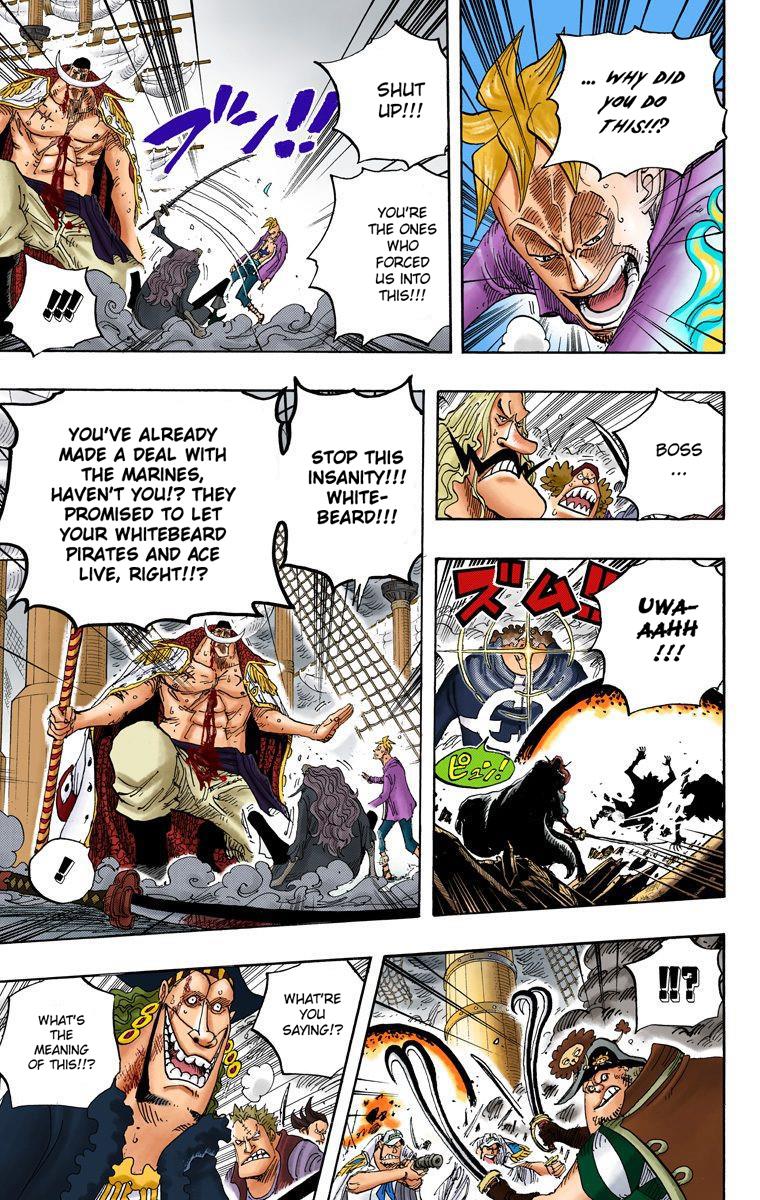 ... WHY DID
YOU DO
THIS!!?
SHUT
UP!!!
ブン!!
YOU'RE
THE ONES
WHO
FORCED
US INTO
THIS!!!
!!!
BOSS
...
STOP THIS
INSANITY!!!
WHITE-
BEARD!!!
YOU'VE ALREADY
MADE A DEAL WITH
THE MARINES,
HAVEN'T YOU!? THEY
PROMISED TO LET
YOUR WHITEBEARD
PIRATES AND ACE
LIVE, RIGHT!!?
!
ズム!!
UWA-
AAHH
!!!
ピュン!
!!?
WHAT'RE
YOU
SAYING!?
WHAT'S
THE
MEANING
OF THIS!!?